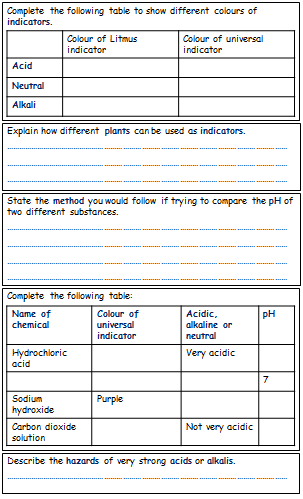 Complete the following table to show different colours of
indicators.
Colour of Litmus
indicator
Colour of universal
indicator
Acid
Neutral
Alkali
Explain how different plants can be used as indicators.
State the method you would follow if trying to compare the pH of
two different substances.
Complete the following table:
Name of
chemical
Colour of
universal
indicator
Acidic,
alkaline or
neutral
pH
Hydrochloric
acid
Very acidic
7
Sodium
hydroxide
Purple
Carbon dioxide
solution
Not very acidic
Describe the hazards of very strong acids or alkalis.